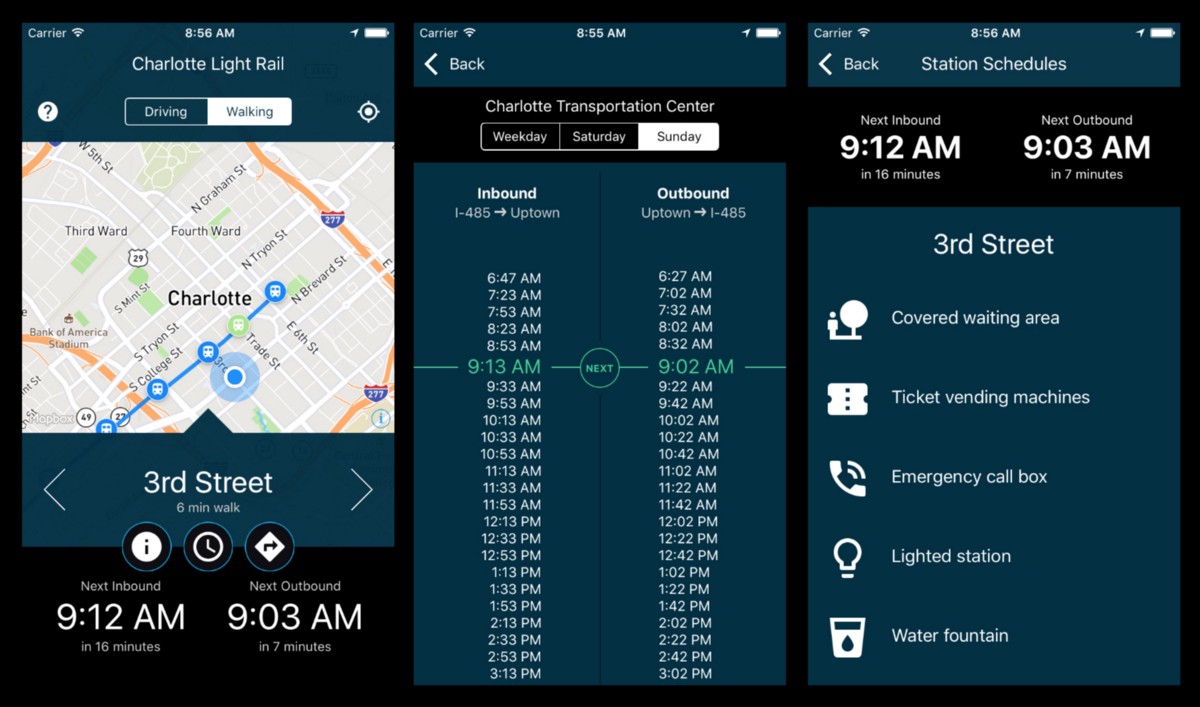 Carrier
8:56 AM
Charlotte Light Rail
?
Driving
Walking
W 5th St
N Graham St
277
Third Ward
Fourth Ward
29
N Tryon St
N Brevard St
S Mint St
Charlotte
Bank of America
Stadium
S Tryon St
E 6th St
Trade St
S College St
3rd
277
nt St
Mapbox
49
27
i
3rd Street
6 min walk
i
Next Inbound
Next Outbound
9:12 AM
9:03 AM
in 16 minutes
in 7 minutes
Carrier
8:55 AM
Back
Charlotte Transportation Center
Weekday
Saturday
Sunday
Inbound
Outbound
I-485 → Uptown
Uptown → I-485
6:47 AM
6:27 AM
7:23 AM
7:02 AM
7:53 AM
7:32 AM
8:23 AM
8:02 AM
8:53 AM
8:32 AM
9:13 AM
NEXT
9:02 AM
9:33 AM
9:22 AM
9:53 AM
9:42 AM
10:13 AM
10:02 AM
10:33 AM
10:22 AM
10:53 AM
10:42 AM
11:13 AM
11:02 AM
11:33 AM
11:22 AM
11:53 AM
11:42 AM
12:13 PM
12:02 PM
12:33 PM
12:22 PM
12:53 PM
12:42 PM
1:13 PM
1:02 PM
1:33 PM
1:22 PM
1:53 PM
1:42 PM
2:13 PM
2:02 PM
2:33 PM
2:22 PM
2:53 PM
2:42 PM
3:13 PM
3:02 PM
Carrier
8:56 AM
Back
Station Schedules
Next Inbound
Next Outbound
9:12 AM
9:03 AM
in 16 minutes
in 7 minutes
3rd Street
Covered waiting area
Ticket vending machines
Emergency call box
Lighted station
Water fountain